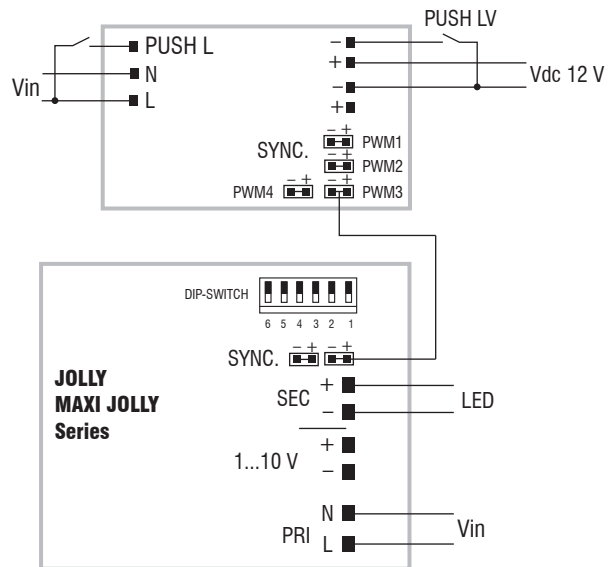 PUSH LV
PUSH L
N
L
Vin
–
+
–
+
Vdc 12 V
SYNC.
– +
PWM1
– +
PWM2
– +
PWM4
– +
PWM3
DIP-SWITCH
6 5 4 3 2 1
SYNC.
– + – +
JOLLY
MAXI JOLLY
Series
SEC
+
–
LED
1...10 V
+
–
PRI
N
L
Vin